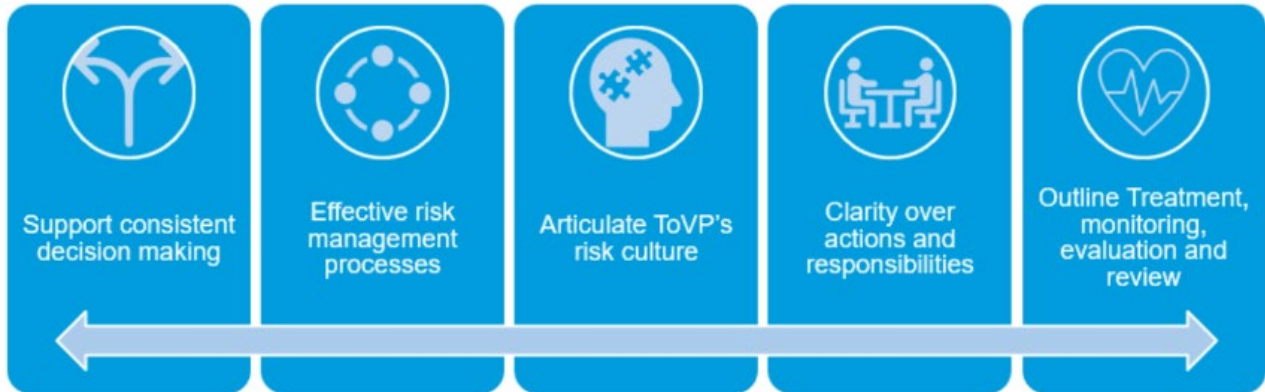 Support consistent
decision making
Effective risk
management
processes
Articulate ToVP's
risk culture
Clarity over
actions and
responsibilities
Outline Treatment,
monitoring,
evaluation and
review